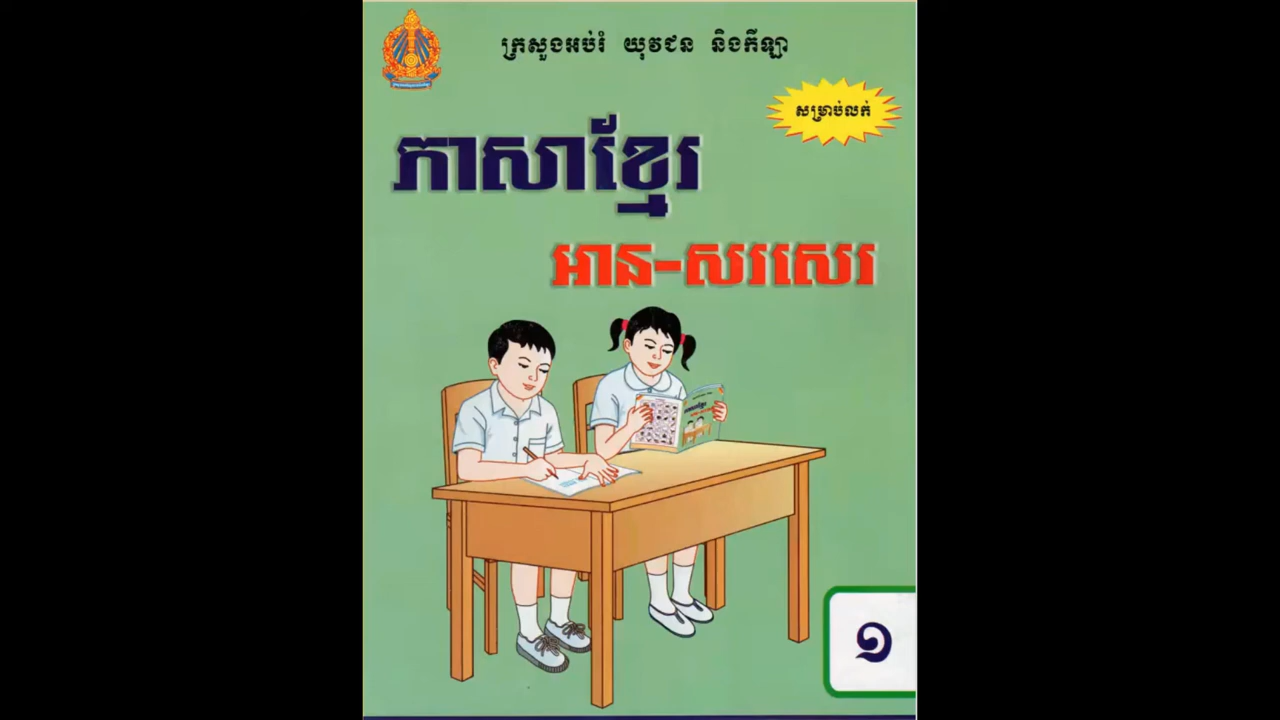 ក្រសួងអប់រំ យុវជន និងកីឡា
សម្រាប់លក់
ភាសាខ្មែរ
អាន-សរសេរ
១